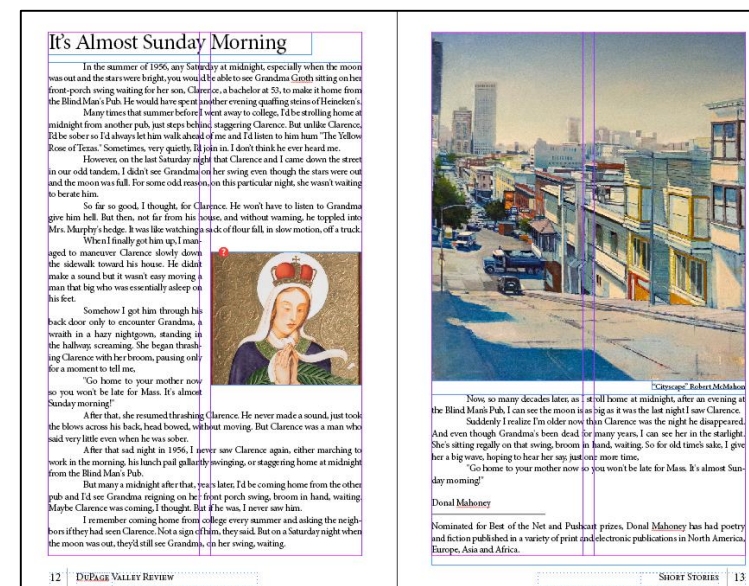 It's Almost Sunday Morning
In the summer of 1956, any Saturday at midnight, especially when the moon
was out and the stars were bright, you would be able to see Grandma Groth sitting on her
front-porch swing waiting for her son, Clarence, a bachelor at 53, to make it home from
the Blind Man's Pub. He would have spent another evening quaffing steins of Heineken's.
Many times that summer before I went away to college, I'd be strolling home at
midnight from another pub, just steps behind staggering Clarence. But unlike Clarence,
I'd be sober so I'd always let him walk ahead of me and I'd listen to him hum "The Yellow
Rose of Texas." Sometimes, very quietly, I'd join in. I don't think he ever heard me.
However, on the last Saturday night that Clarence and I came down the street
in our odd tandem, I didn't see Grandma on her swing even though the stars were out
and the moon was full. For some odd reason, on this particular night, she wasn't waiting
to berate him.
So far so good, I thought, for Clarence. He won't have to listen to Grandma
give him hell. But then, not far from his house, and without warning, he toppled into
Mrs. Murphy's hedge. It was like watching a sack of flour fall, in slow motion, off a truck.
When I finally got him up, I man-
aged to maneuver Clarence slowly down
the sidewalk toward his house. He didn't
make a sound but it wasn't easy moving a
man that big who was essentially asleep on
his feet.
Somehow I got him through his
back door only to encounter Grandma, a
wraith in a hazy nightgown, standing in
the hallway, screaming. She began thrash-
ing Clarence with her broom, pausing only
for a moment to tell me,
"Go home to your mother now
so you won't be late for Mass. It's almost
Sunday morning!"
After that, she resumed thrashing Clarence. He never made a sound, just took
the blows across his back, head bowed, without moving. But Clarence was a man who
said very little even when he was sober.
After that sad night in 1956, I never saw Clarence again, either marching to
work in the morning, his lunch pail gallantly swinging, or staggering home at midnight
from the Blind Man's Pub.
But many a midnight after that, years later, I'd be coming home from the other
pub and I'd see Grandma reigning on her front porch swing, broom in hand, waiting.
Maybe Clarence was coming, I thought. But if he was, I never saw him.
I remember coming home from college every summer and asking the neigh-
bors if they had seen Clarence. Not a sign of him, they said. But on a Saturday night when
the moon was out, they'd still see Grandma, on her swing, waiting.
12 DuPage Valley Review
"Cityscape" Robert McMahon
Now, so many decades later, as I stroll home at midnight, after an evening at
the Blind Man's Pub, I can see the moon is as big as it was the last night I saw Clarence.
Suddenly I realize I'm older now than Clarence was the night he disappeared.
And even though Grandma's been dead for many years, I can see her in the starlight.
She's sitting regally on that swing, broom in hand, waiting. So for old time's sake, I give
her a big wave, hoping to hear her say, just one more time,
"Go home to your mother now so you won't be late for Mass. It's almost Sun-
day morning!"
Donal Mahoney
Nominated for Best of the Net and Pushcart prizes, Donal Mahoney has had poetry
and fiction published in a variety of print and electronic publications in North America,
Europe, Asia and Africa.
Short Stories 13